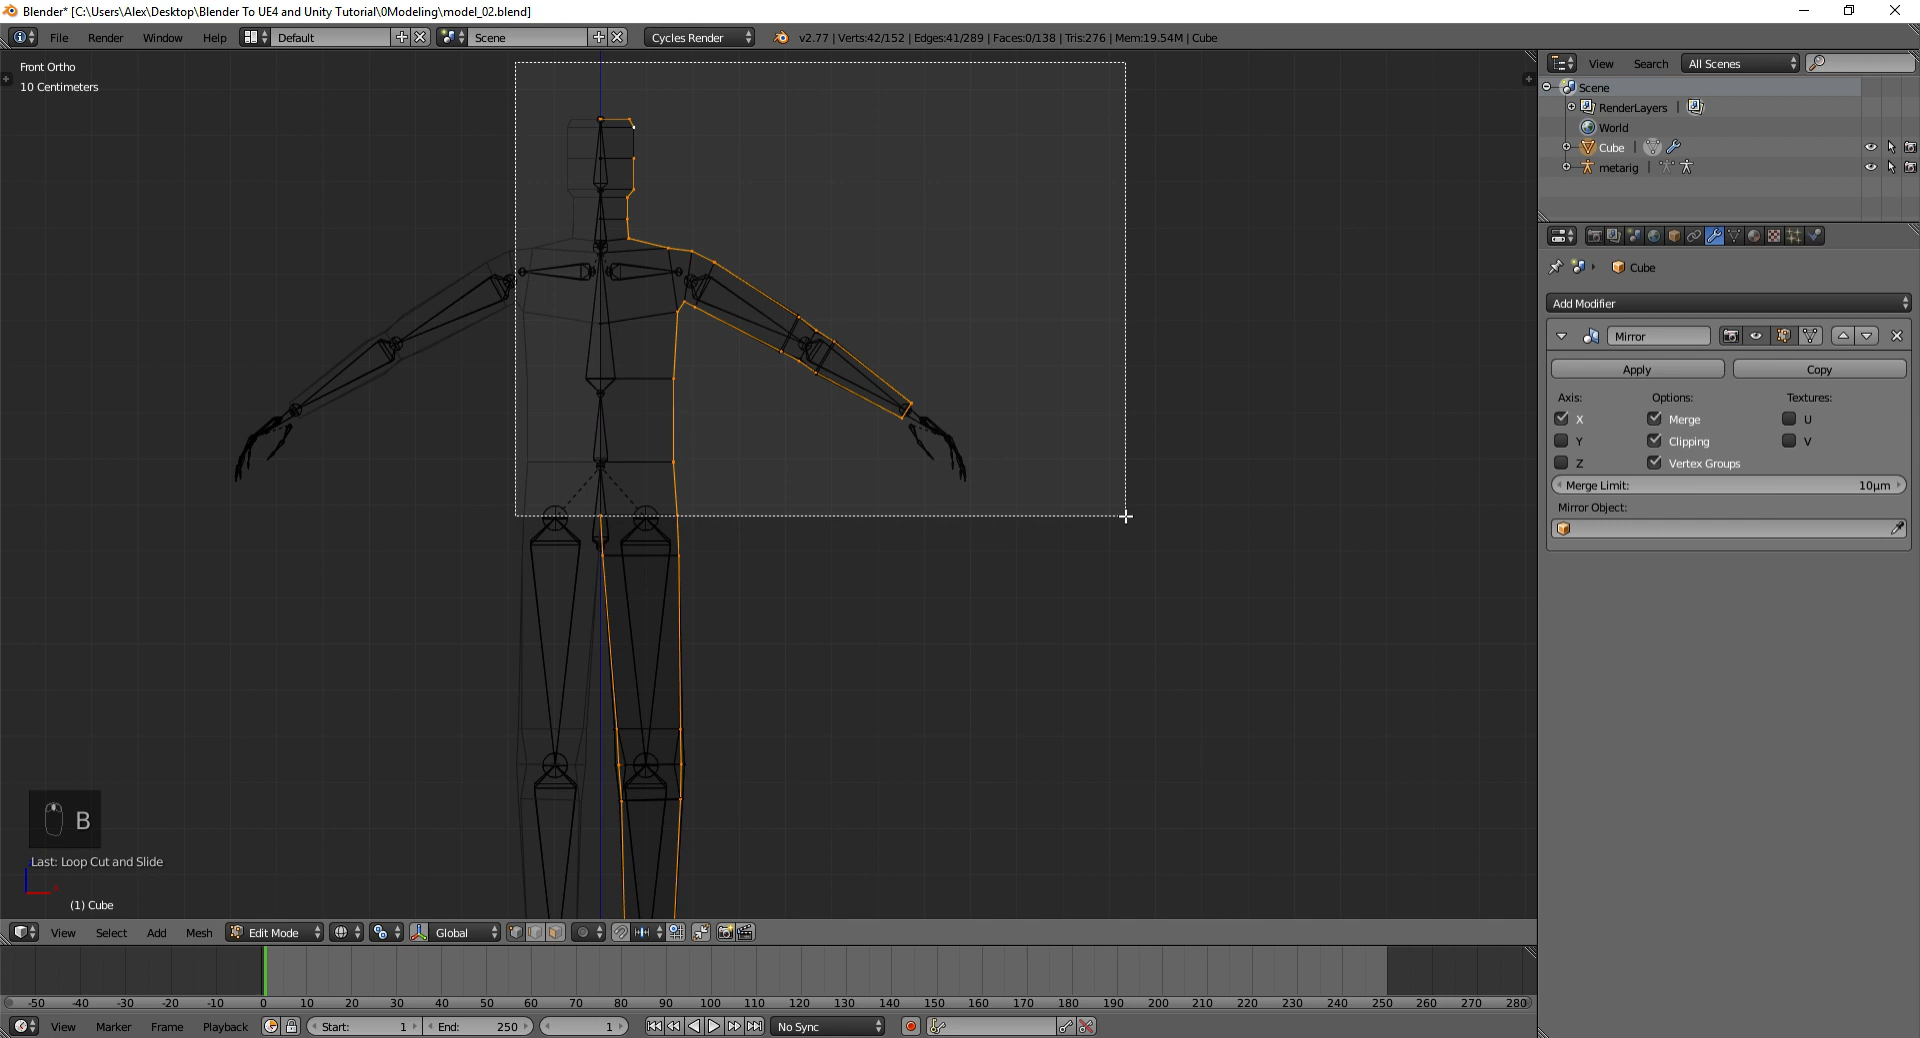 Blender* [C:\Users\Alex\Desktop\Blender To UE4 and Unity Tutorial\0Modeling\model_02.blend]
File Render Window Help Default Scene Cycles Render v2.77 | Verts:42/152 | Edges:41/289 | Faces:0/138 | Tris:276 | Mem:19.54M | Cube
Front Ortho
10 Centimeters
View Search All Scenes
Scene
RenderLayers |
World
Cube |
metarig |
Cube
Add Modifier
Mirror
Apply Copy
Axis: Options: Textures:
X Merge U
Y Clipping V
Z Vertex Groups
Merge Limit: 10µm
Mirror Object:
B
Last: Loop Cut and Slide
(1) Cube
View Select Add Mesh Edit Mode Global
-50 -40 -30 -20 -10 0 10 20 30 40 50 60 70 80 90 100 110 120 130 140 150 160 170 180 190 200 210 220 230 240 250 260 270 280
View Marker Frame Playback Start: 1 End: 250 1 No Sync